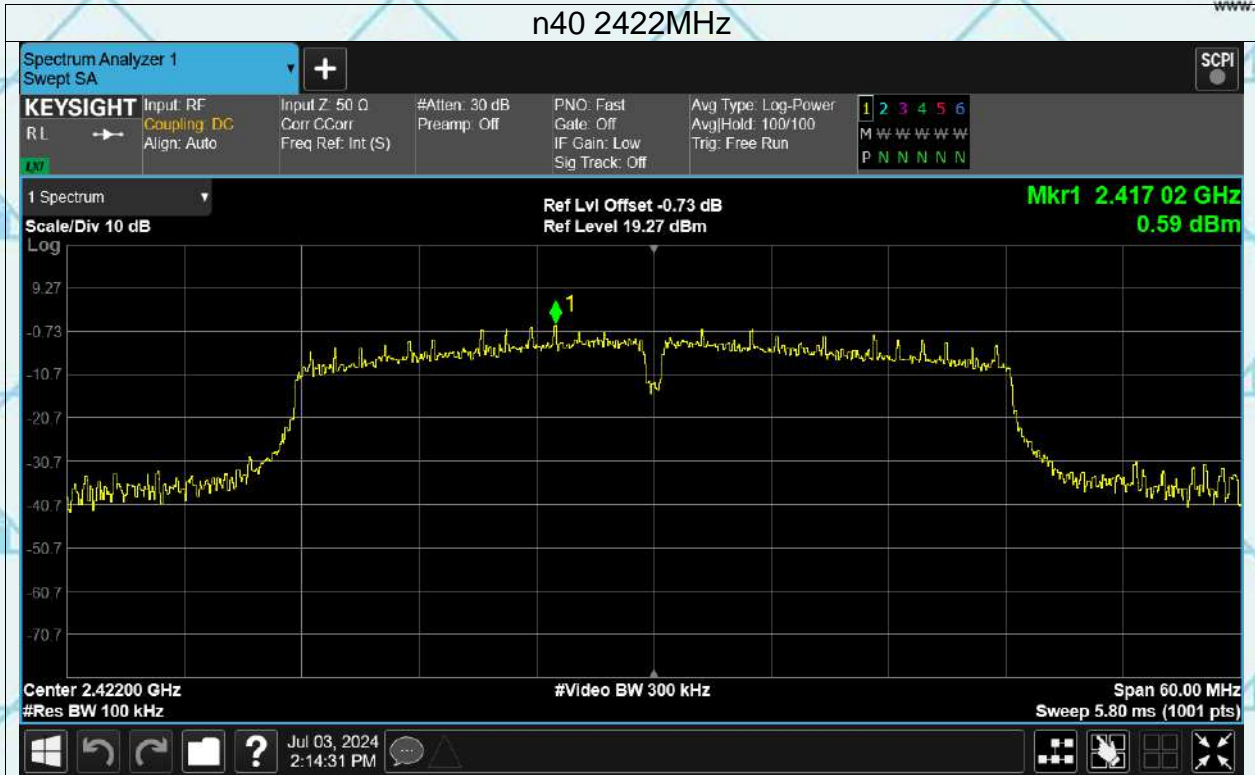 www.
n40 2422MHz
Spectrum Analyzer 1
Swept SA
+
SCPI
KEYSIGHT
R L
Input: RF
Coupling: DC
Align: Auto
Input Z: 50 Ω
Corr CCorr
Freq Ref: Int (S)
#Atten: 30 dB
Preamp: Off
PNO: Fast
Gate: Off
IF Gain: Low
Sig Track: Off
Avg Type: Log-Power
Avg|Hold: 100/100
Trig: Free Run
1 2 3 4 5 6
M W W W W W
P N N N N N
1 Spectrum
Scale/Div 10 dB
Log
Ref Lvl Offset -0.73 dB
Ref Level 19.27 dBm
Mkr1 2.417 02 GHz
0.59 dBm
1
9.27
-0.73
-10.7
-20.7
-30.7
-40.7
-50.7
-60.7
-70.7
Center 2.42200 GHz
#Res BW 100 kHz
#Video BW 300 kHz
Span 60.00 MHz
Sweep 5.80 ms (1001 pts)
?
Jul 03, 2024
2:14:31 PM